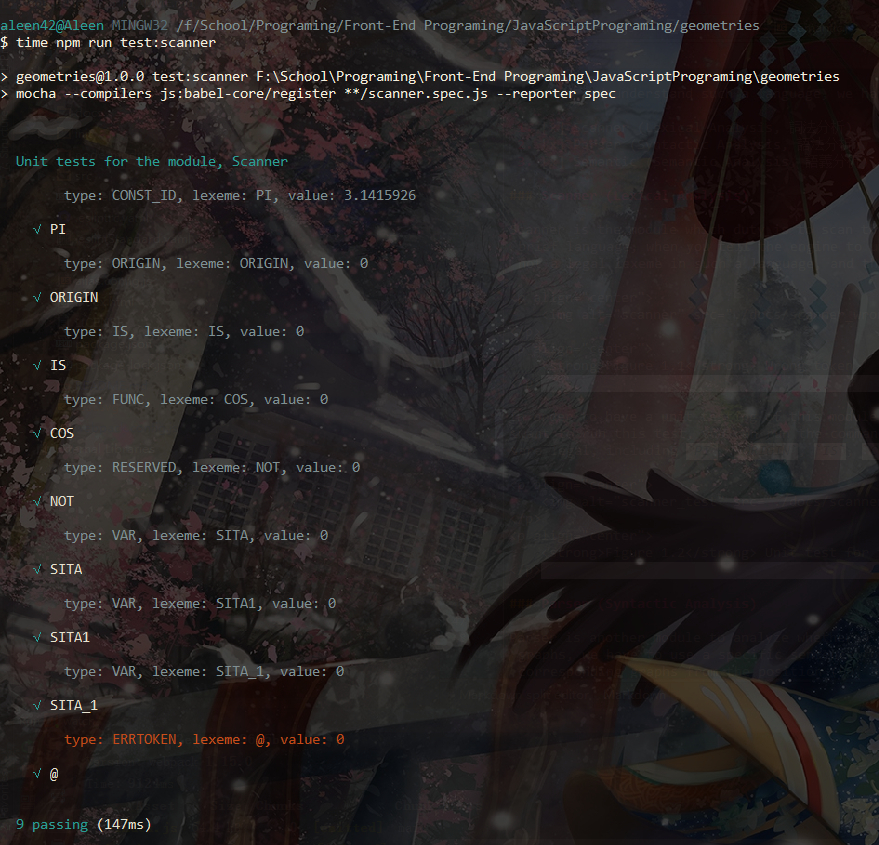 aleen42@Aleen MINGW32 /f/School/Programing/Front-End Programing/JavaScriptPrograming/geometries
$ time npm run test:scanner
> geometries@1.0.0 test:scanner F:\School\Programing\Front-End Programing\JavaScriptPrograming\geometries
> mocha --compilers js:babel-core/register **/scanner.spec.js --reporter spec
Unit tests for the module, Scanner
type: CONST_ID, lexeme: PI, value: 3.1415926
√ PI
type: ORIGIN, lexeme: ORIGIN, value: 0
√ ORIGIN
type: IS, lexeme: IS, value: 0
√ IS
type: FUNC, lexeme: COS, value: 0
√ COS
type: RESERVED, lexeme: NOT, value: 0
√ NOT
type: VAR, lexeme: SITA, value: 0
√ SITA
type: VAR, lexeme: SITA1, value: 0
√ SITA1
type: VAR, lexeme: SITA_1, value: 0
√ SITA_1
type: ERRTOKEN, lexeme: @, value: 0
√ @
9 passing (147ms)